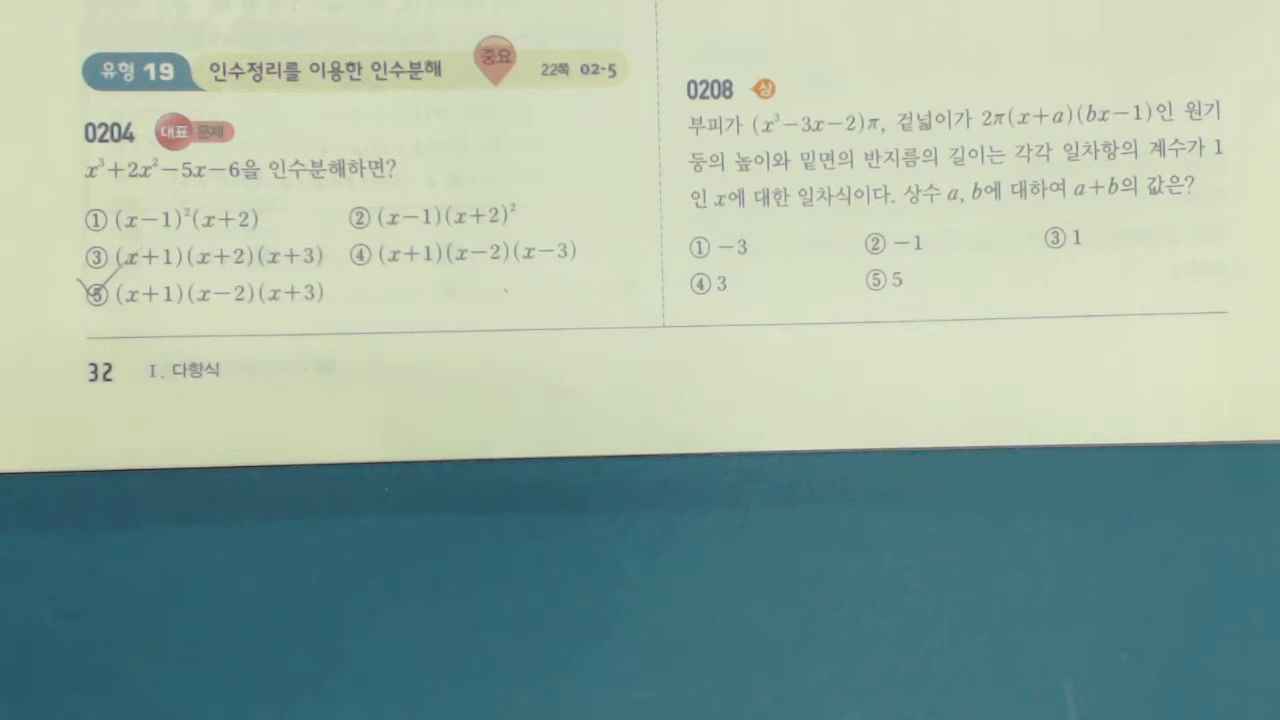 유형 19 인수정리를 이용한 인수분해 중요 22쪽 02-5
0204 대표 문제
x³+2x²-5x-6을 인수분해하면?
① (x-1)²(x+2) ② (x-1)(x+2)²
③ (x+1)(x+2)(x+3) ④ (x+1)(x-2)(x-3)
⑤ (x+1)(x-2)(x+3)
0208 상
부피가 (x³-3x-2)π, 겉넓이가 2π(x+a)(bx-1)인 원기
둥의 높이와 밑면의 반지름의 길이는 각각 일차항의 계수가 1
인 x에 대한 일차식이다. 상수 a, b에 대하여 a+b의 값은?
① -3 ② -1 ③ 1
④ 3 ⑤ 5
32 I. 다항식